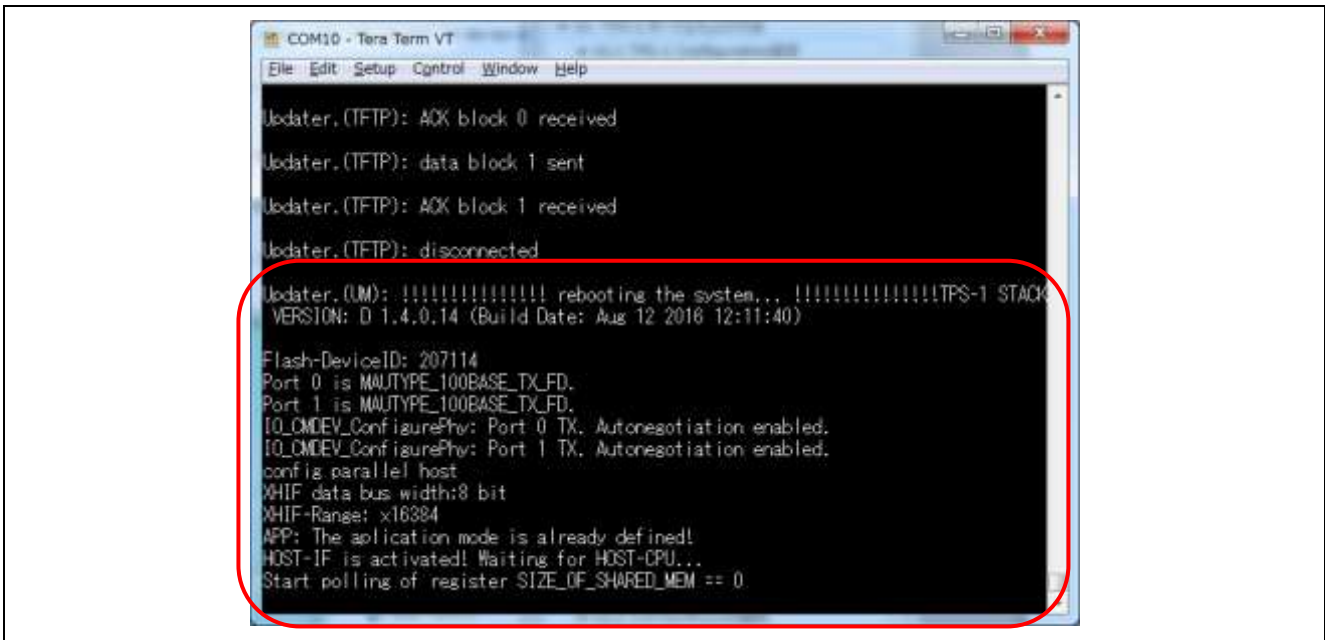 COM10 - Tera Term VT
File Edit Setup Control Window Help
Updater.(TFTP): ACK block 0 received
Updater.(TFTP): data block 1 sent
Updater.(TFTP): ACK block 1 received
Updater.(TFTP): disconnected
Updater.(UM): !!!!!!!!!!!!!!! rebooting the system... !!!!!!!!!!!!!!!TPS-1 STACK
VERSION: D 1.4.0.14 (Build Date: Aug 12 2016 12:11:40)
Flash-DeviceID: 207114
Port 0 is MAUTYPE_100BASE_TX_FD.
Port 1 is MAUTYPE_100BASE_TX_FD.
IO_CMDEV_ConfigurePhy: Port 0 TX. Autonegotiation enabled.
IO_CMDEV_ConfigurePhy: Port 1 TX. Autonegotiation enabled.
config parallel host
XHIF data bus width:8 bit
XHIF-Range: x16384
APP: The aplication mode is already defined!
HOST-IF is activated! Waiting for HOST-CPU...
Start polling of register SIZE_OF_SHARED_MEM == 0